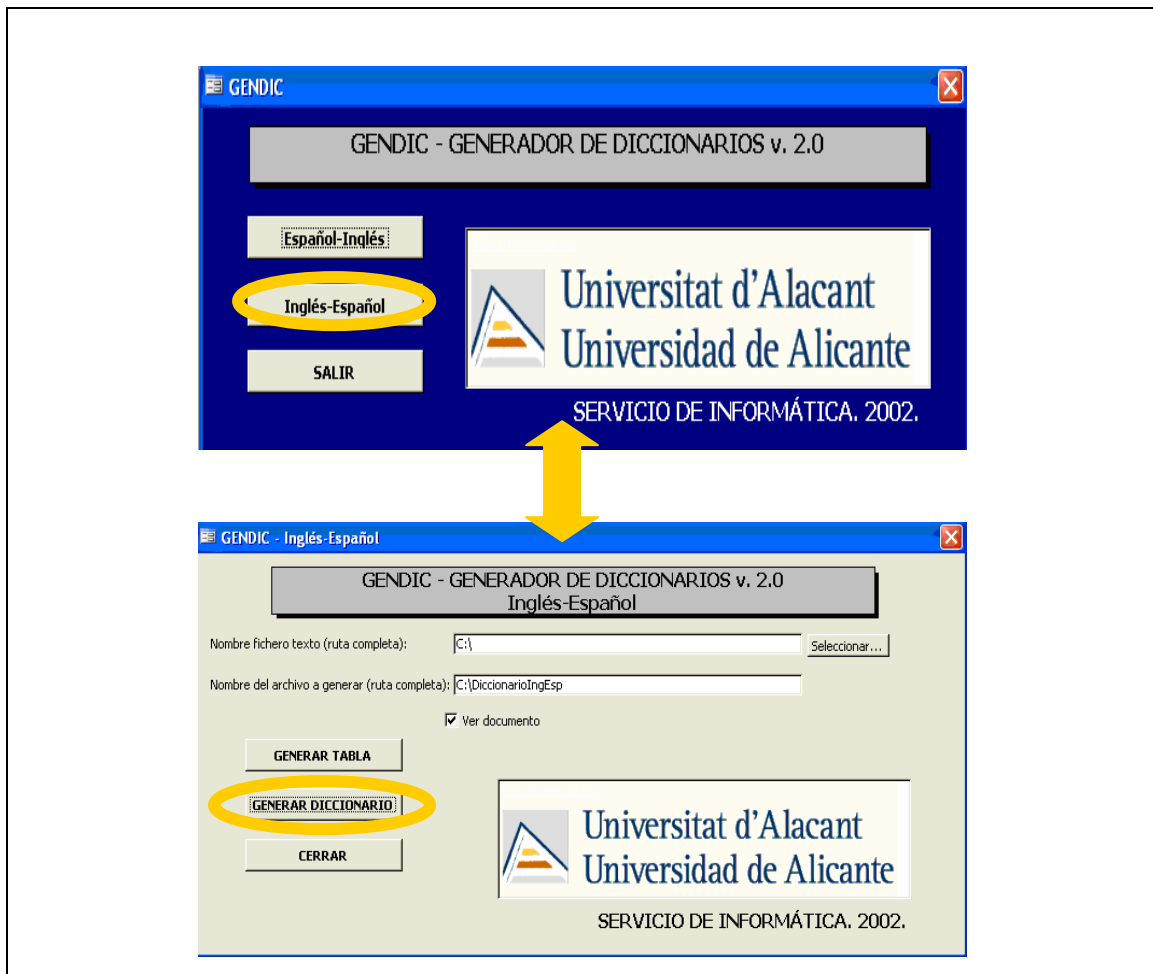 GENDIC
GENDIC - GENERADOR DE DICCIONARIOS v. 2.0
Español-Inglés
Inglés-Español
SALIR
Universitat d'Alacant
Universidad de Alicante
SERVICIO DE INFORMÁTICA. 2002.
GENDIC - Inglés-Español
GENDIC - GENERADOR DE DICCIONARIOS v. 2.0
Inglés-Español
Nombre fichero texto (ruta completa): C:\ Seleccionar...
Nombre del archivo a generar (ruta completa): C:\DiccionarioIngEsp
Ver documento
GENERAR TABLA
GENERAR DICCIONARIO
CERRAR
Universitat d'Alacant
Universidad de Alicante
SERVICIO DE INFORMÁTICA. 2002.